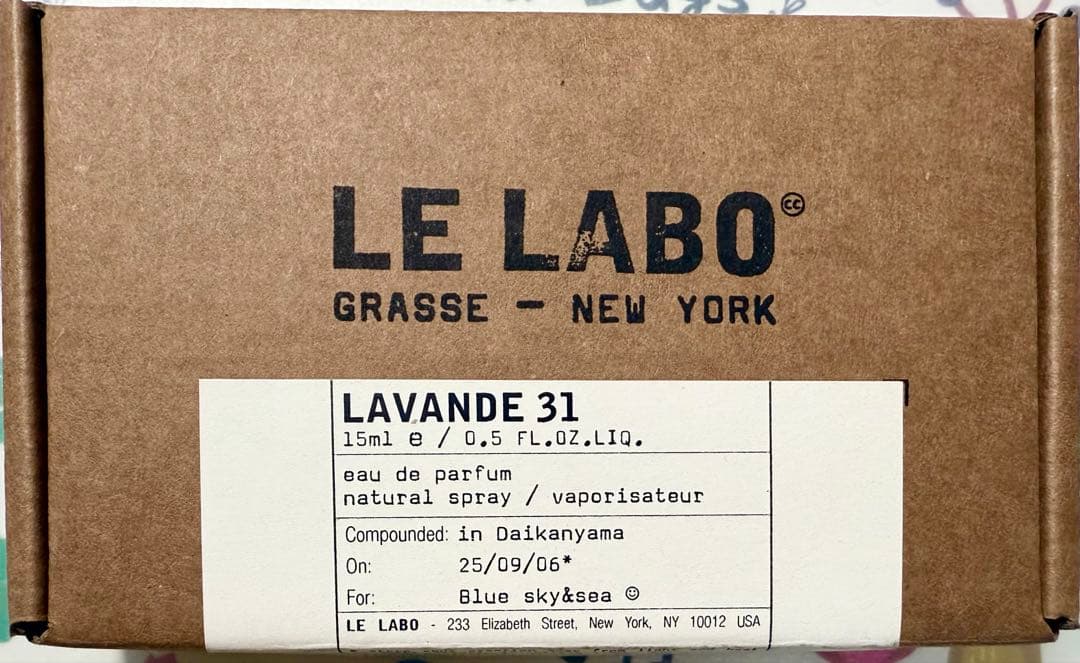 LE LABO
GRASSE — NEW YORK
LAVANDE 31
15ml e / 0.5 FL.OZ.LIQ.
eau de parfum
natural spray / vaporisateur
Compounded: in Daikanyama
On: 25/09/06*
For: Blue sky&sea ☺
LE LABO - 233 Elizabeth Street, New York, NY 10012 USA